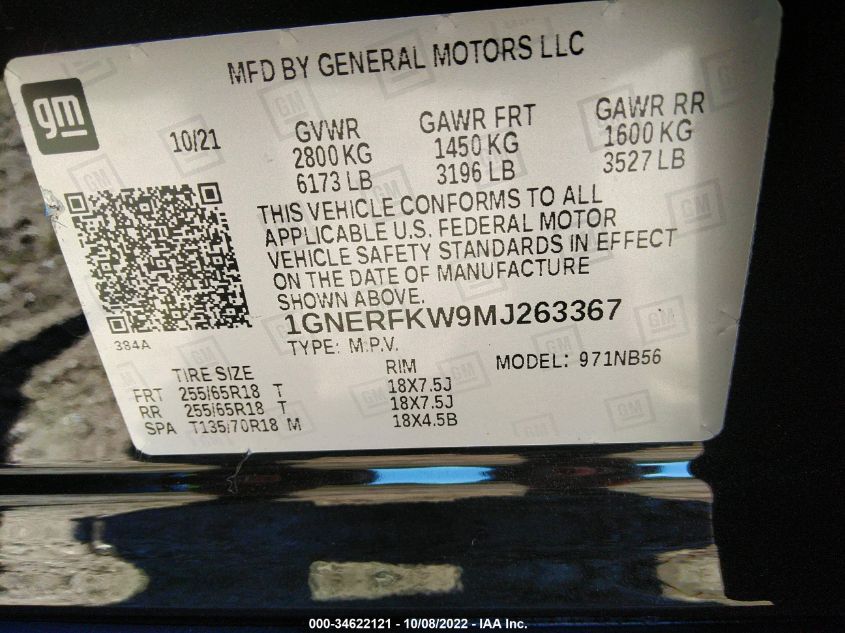 MFD BY GENERAL MOTORS LLC
gm
10/21
GVWR
2800 KG
6173 LB
GAWR FRT
1450 KG
3196 LB
GAWR RR
1600 KG
3527 LB
THIS VEHICLE CONFORMS TO ALL
APPLICABLE U.S. FEDERAL MOTOR
VEHICLE SAFETY STANDARDS IN EFFECT
ON THE DATE OF MANUFACTURE
SHOWN ABOVE.
1GNERFKW9MJ263367
384A
TYPE: M.P.V.
MODEL: 971NB56
TIRE SIZE RIM
FRT 255/65R18 T 18X7.5J
RR 255/65R18 T 18X7.5J
SPA T135/70R18 M 18X4.5B
000-34622121 - 10/08/2022 - IAA Inc.